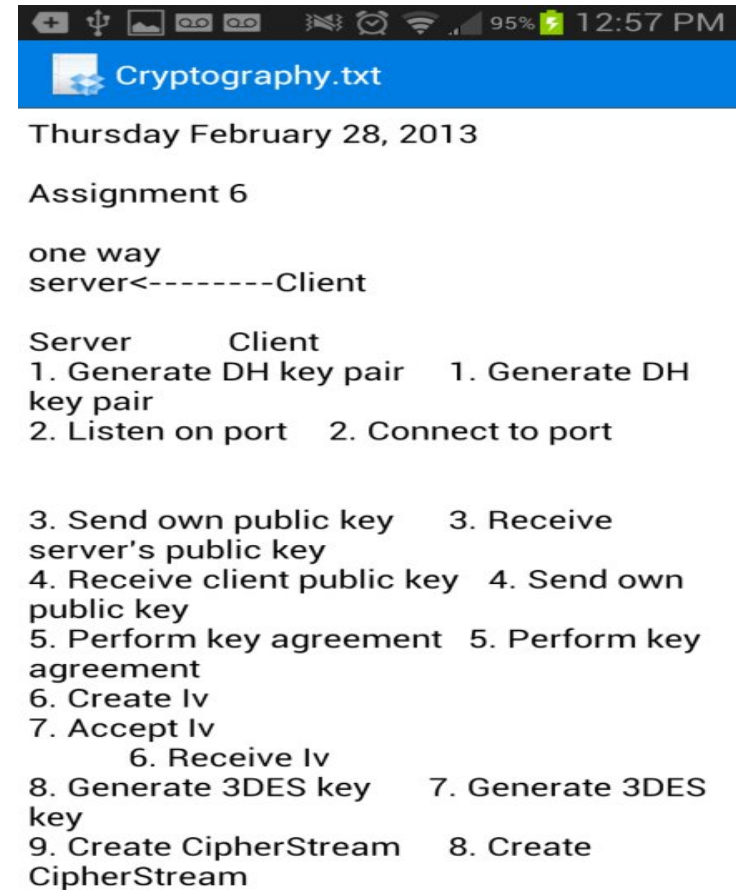 95% 12:57 PM
Cryptography.txt
Thursday February 28, 2013
Assignment 6
one way
server<--------Client
Server Client
1. Generate DH key pair 1. Generate DH
key pair
2. Listen on port 2. Connect to port
3. Send own public key 3. Receive
server's public key
4. Receive client public key 4. Send own
public key
5. Perform key agreement 5. Perform key
agreement
6. Create Iv
7. Accept Iv
6. Receive Iv
8. Generate 3DES key 7. Generate 3DES
key
9. Create CipherStream 8. Create
CipherStream